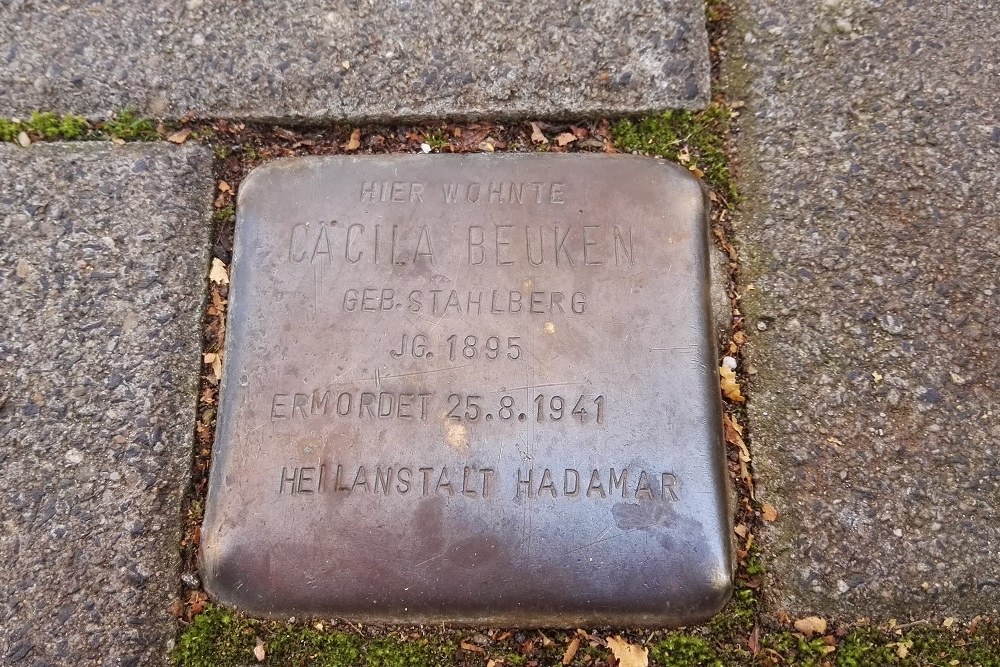 HIER WOHNTE
CÄCILA BEUKEN
GEB. STAHLBERG
JG. 1895
ERMORDET 25.8.1941
HEILANSTALT HADAMAR